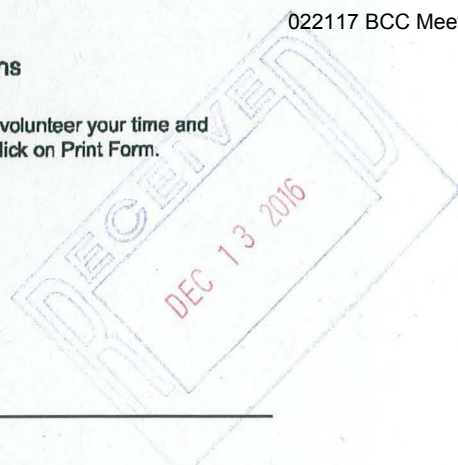 022117 BCC Mee
ns
volunteer your time and
lick on Print Form.
RECEIVED
DEC 13 2016